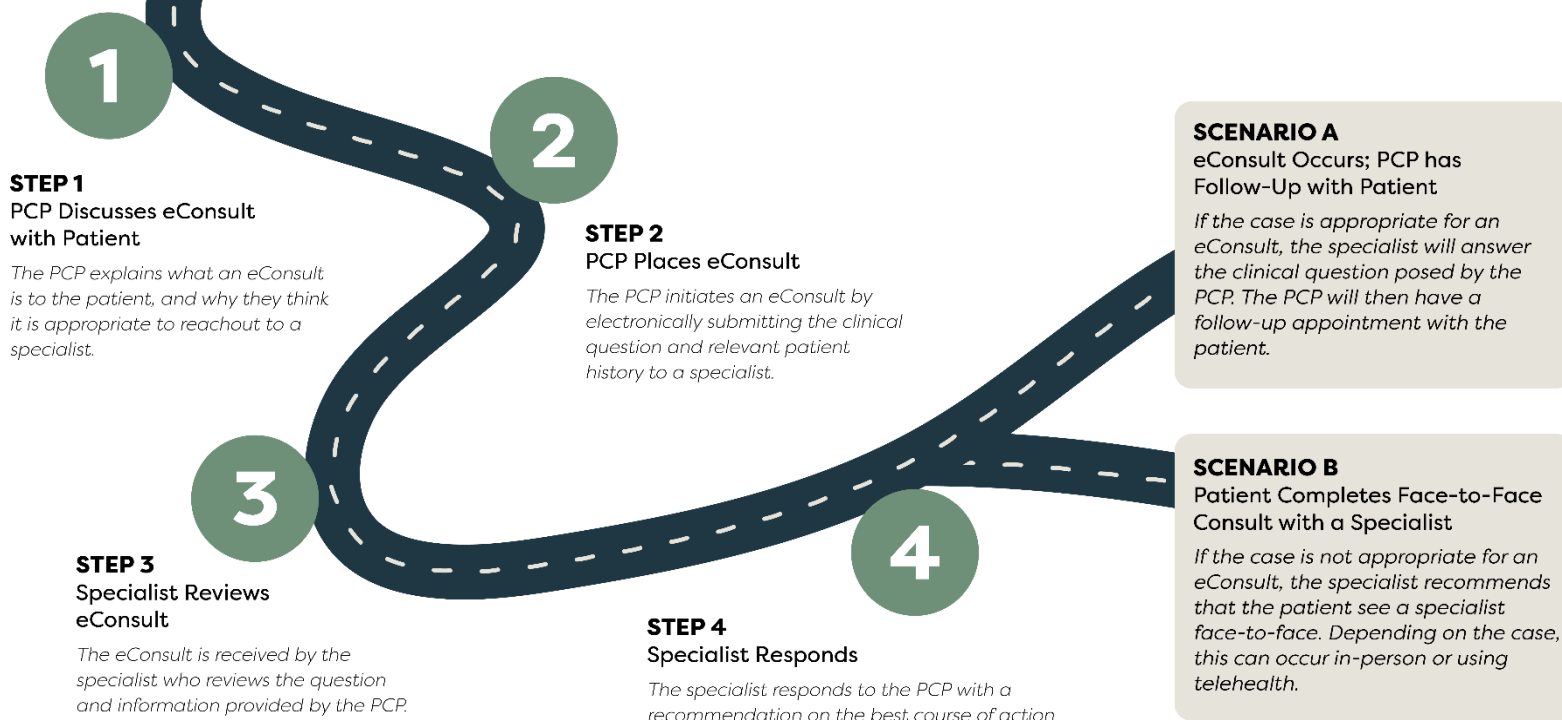 1
STEP 1
PCP Discusses eConsult
with Patient
The PCP explains what an eConsult
is to the patient, and why they think
it is appropriate to reachout to a
specialist.
2
STEP 2
PCP Places eConsult
The PCP initiates an eConsult by
electronically submitting the clinical
question and relevant patient
history to a specialist.
3
STEP 3
Specialist Reviews
eConsult
The eConsult is received by the
specialist who reviews the question
and information provided by the PCP.
4
STEP 4
Specialist Responds
The specialist responds to the PCP with a
recommendation on the best course of action
SCENARIO A
eConsult Occurs; PCP has
Follow-Up with Patient
If the case is appropriate for an
eConsult, the specialist will answer
the clinical question posed by the
PCP. The PCP will then have a
follow-up appointment with the
patient.
SCENARIO B
Patient Completes Face-to-Face
Consult with a Specialist
If the case is not appropriate for an
eConsult, the specialist recommends
that the patient see a specialist
face-to-face. Depending on the case,
this can occur in-person or using
telehealth.